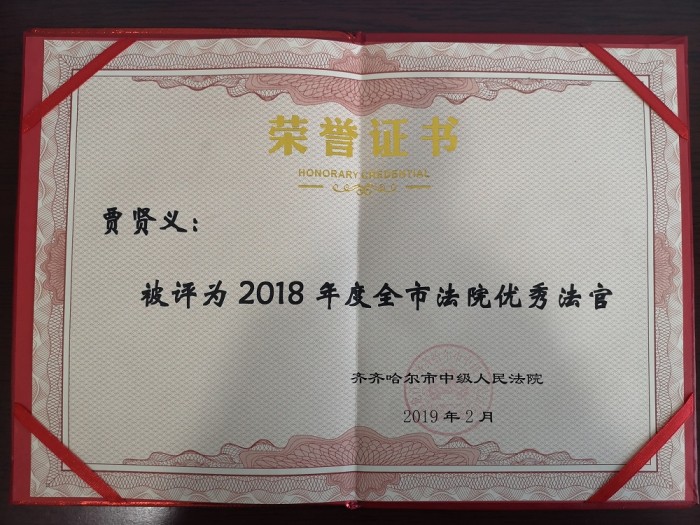 荣誉证书
HONORARY CREDENTIAL
贾贤义：
被评为2018年度全市法院优秀法官
齐齐哈尔市中级人民法院
2019年2月